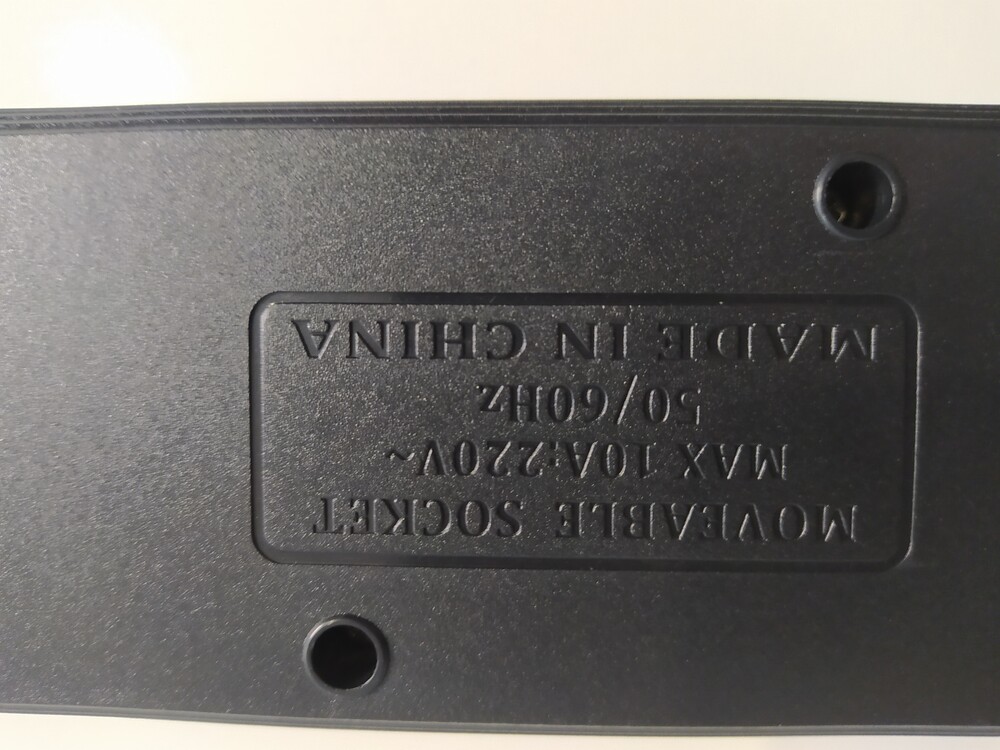 MOVEABLE SOCKET
MAX 10A:220V~
50/60Hz
MADE IN CHINA